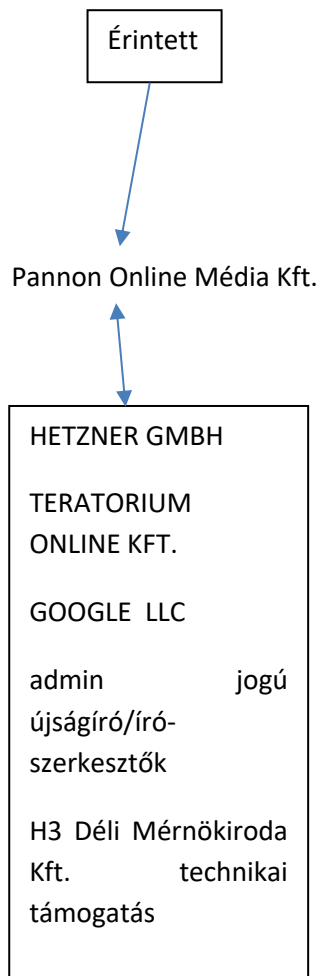 Érintett
Pannon Online Média Kft.
HETZNER GMBH
TERATORIUM
ONLINE KFT.
GOOGLE LLC
admin jogú
újságíró/író-
szerkesztők
H3 Déli Mérnökiroda
Kft. technikai
támogatás